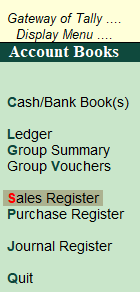 Gateway of Tally ....
Display Menu ....
Account Books
Cash/Bank Book(s)
Ledger
Group Summary
Group Vouchers
Sales Register
Purchase Register
Journal Register
Quit